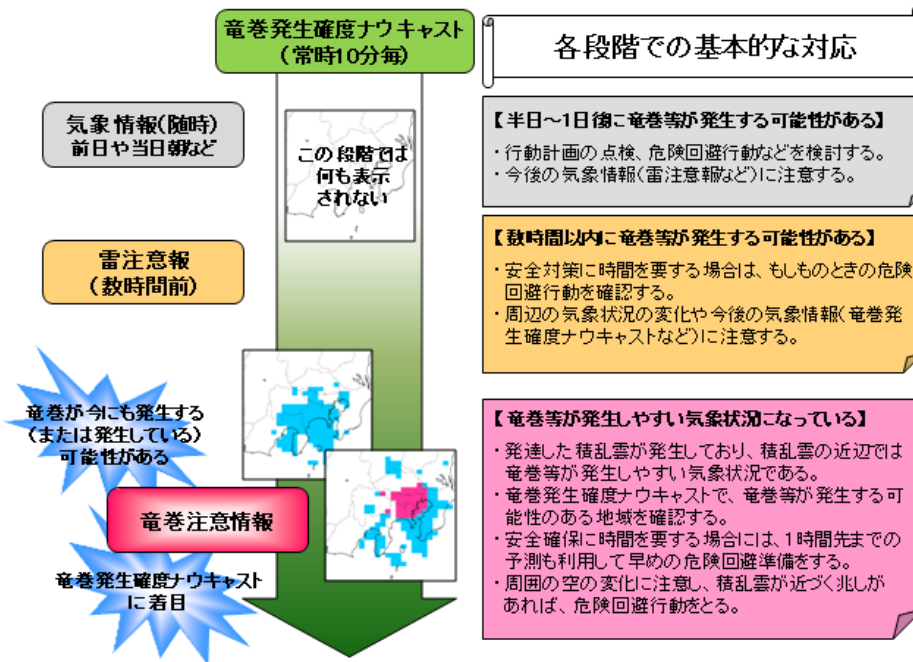 竜巻発生確度ナウキャスト
(常時10分毎)
各段階での基本的な対応
気象情報(随時)
前日や当日朝など
この段階では
何も表示
されない
【半日～1日後に竜巻等が発生する可能性がある】
・行動計画の点検、危険回避行動などを検討する。
・今後の気象情報(雷注意報など)に注意する。
雷注意報
(数時間前)
【数時間以内に竜巻等が発生する可能性がある】
・安全対策に時間を要する場合は、もしものときの危険
回避行動を確認する。
・周辺の気象状況の変化や今後の気象情報(竜巻発
生確度ナウキャストなど)に注意する。
竜巻が今にも発生する
(または発生している)
可能性がある
竜巻注意情報
竜巻発生確度ナウキャスト
に着目
【竜巻等が発生しやすい気象状況になっている】
・発達した積乱雲が発生しており、積乱雲の近辺では
竜巻等が発生しやすい気象状況である。
・竜巻発生確度ナウキャストで、竜巻等が発生する可
能性のある地域を確認する。
・安全確保に時間を要する場合には、1時間先までの
予測も利用して早めの危険回避準備をする。
・周囲の空の変化に注意し、積乱雲が近づく兆しが
あれば、危険回避行動をとる。